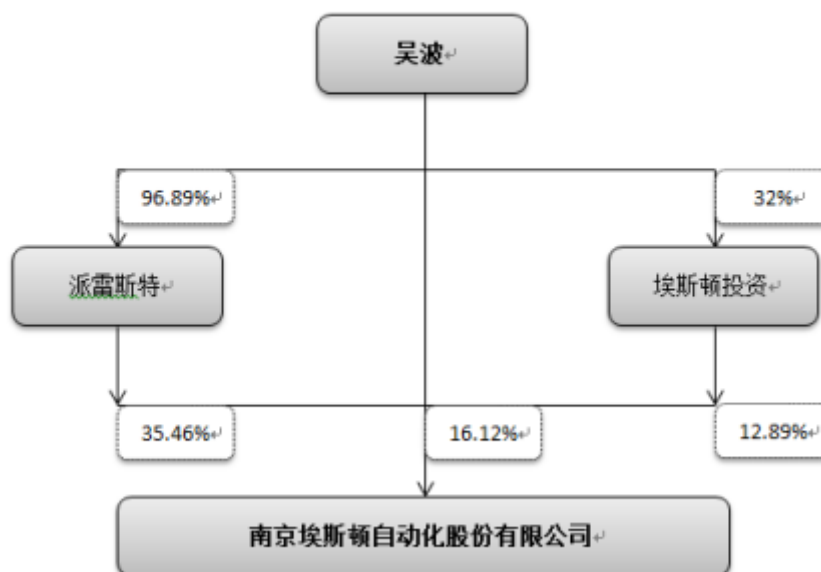 吴波
96.89%
32%
派雷斯特
埃斯顿投资
35.46%
16.12%
12.89%
南京埃斯顿自动化股份有限公司